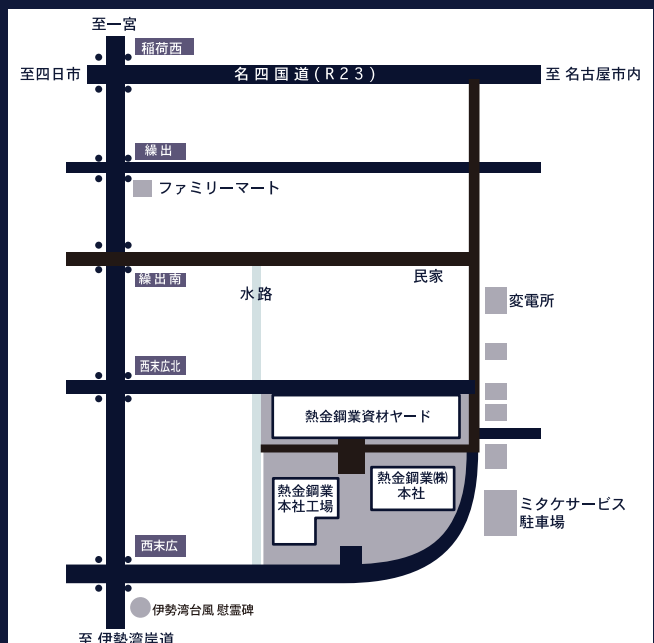 至一宮
稲荷西
至四日市
名四国道(R23)
至 名古屋市内
繰出
ファミリーマート
繰出南
水路
民家
変電所
西末広北
熱金鋼業資材ヤード
熱金鋼業㈱
本社
熱金鋼業
本社工場
ミタケサービス
駐車場
西末広
伊勢湾台風 慰霊碑
至 伊勢湾岸道